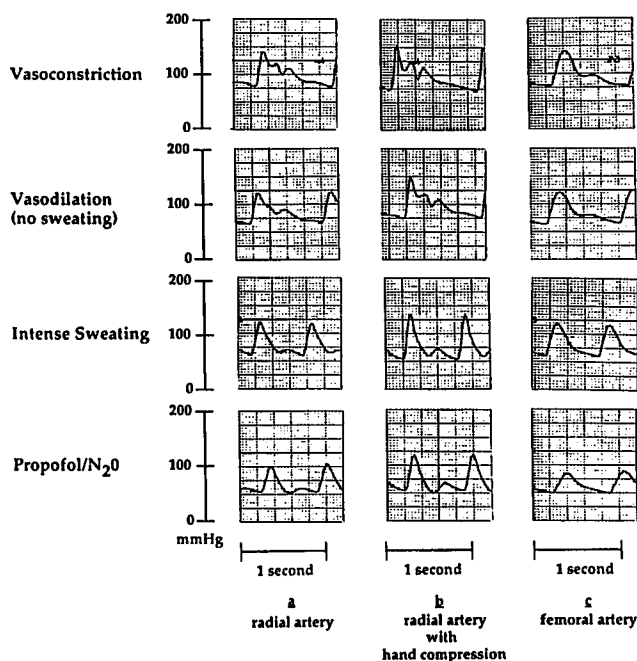 200
Vasoconstriction
100
0
200
Vasodilation
(no sweating)
100
0
200
Intense Sweating
100
0
200
Propofol/N20
100
0
mmHg
1 second
1 second
1 second
a
radial artery
b
radial artery
with
hand compression
c
femoral artery